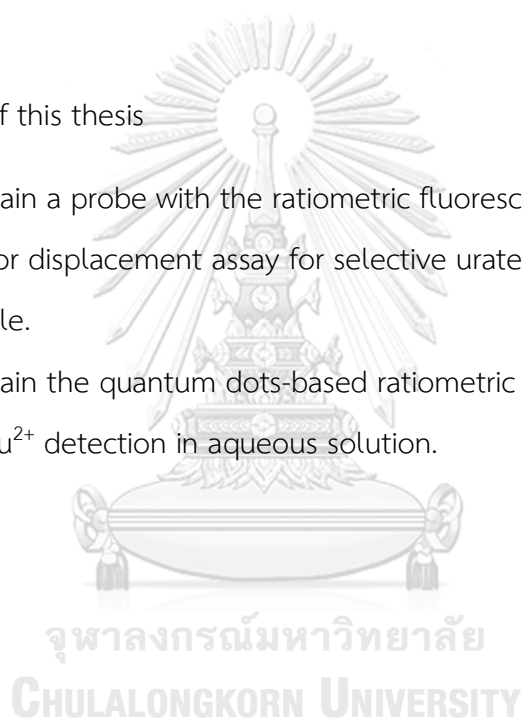 f this thesis
ain a probe with the ratiometric fluoresc
or displacement assay for selective urate
le.
ain the quantum dots-based ratiometric
u²⁺ detection in aqueous solution.
จุฬาลงกรณ์มหาวิทยาลัย
CHULALONGKORN UNIVERSITY